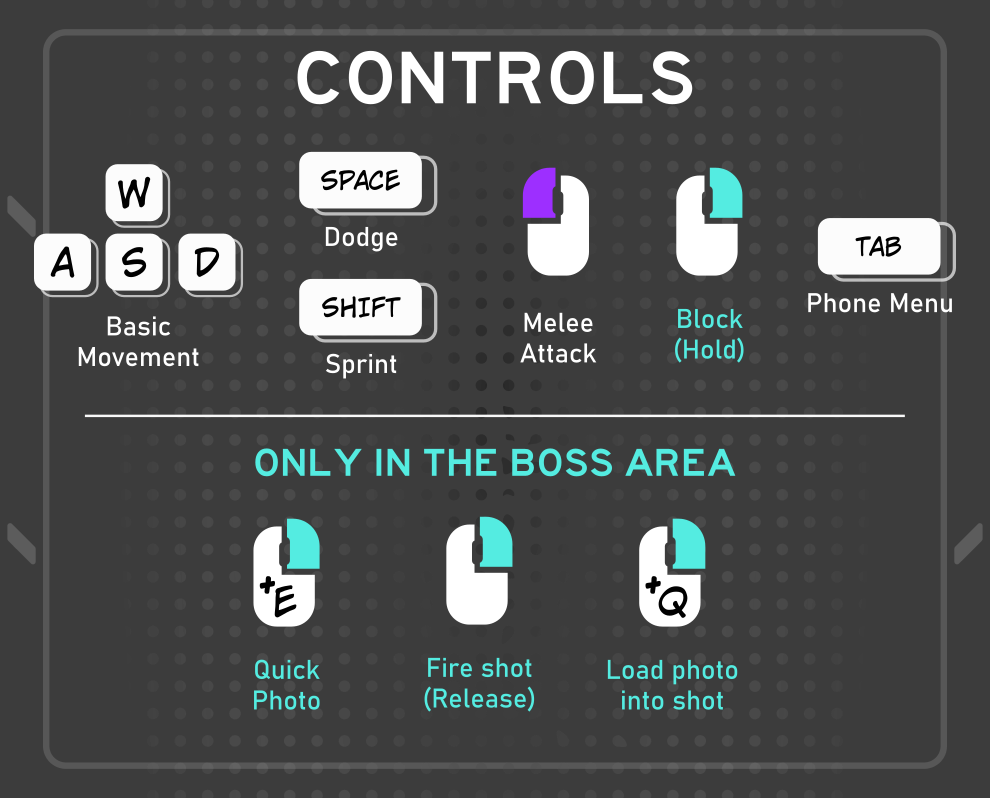 CONTROLS
W
A S D
Basic
Movement
SPACE
Dodge
SHIFT
Sprint
Melee
Attack
Block
(Hold)
TAB
Phone Menu
ONLY IN THE BOSS AREA
+E
Quick
Photo
Fire shot
(Release)
+Q
Load photo
into shot